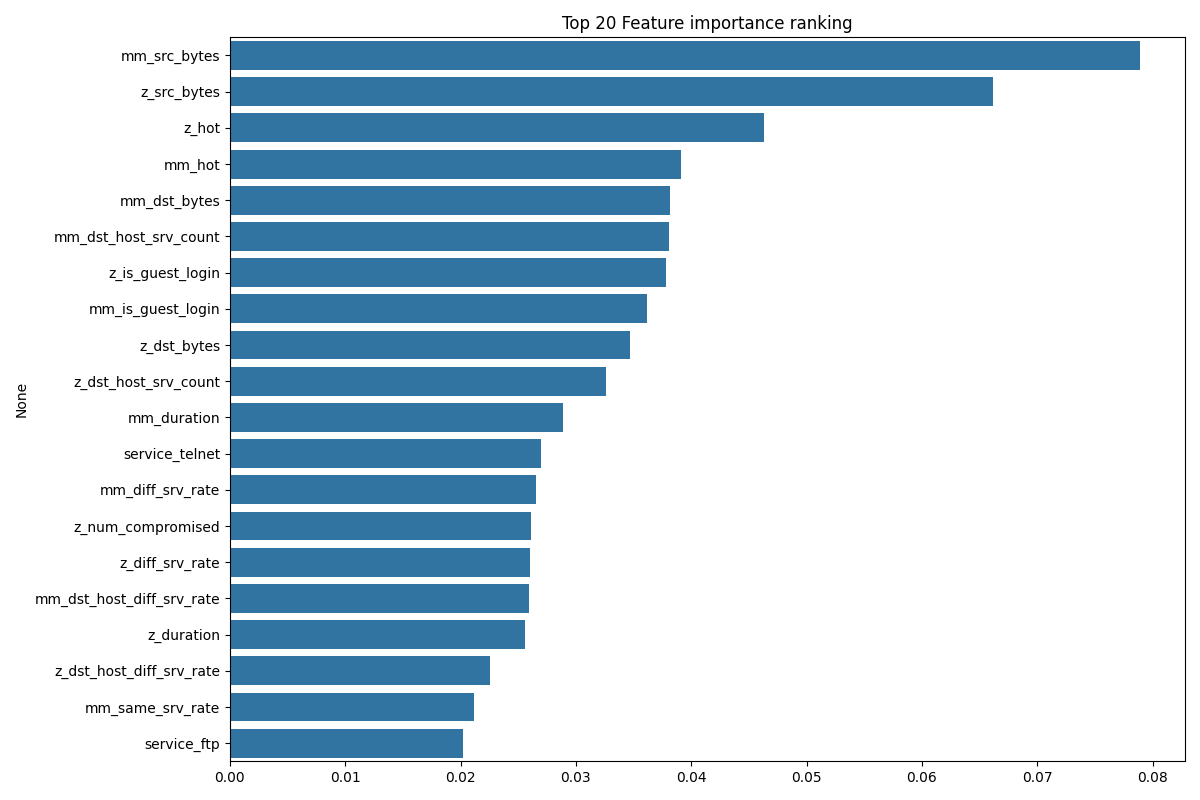 Top 20 Feature importance ranking
mm_src_bytes
z_src_bytes
z_hot
mm_hot
mm_dst_bytes
mm_dst_host_srv_count
z_is_guest_login
mm_is_guest_login
z_dst_bytes
z_dst_host_srv_count
mm_duration
service_telnet
mm_diff_srv_rate
z_num_compromised
z_diff_srv_rate
mm_dst_host_diff_srv_rate
z_duration
z_dst_host_diff_srv_rate
mm_same_srv_rate
service_ftp
None
0.00 0.01 0.02 0.03 0.04 0.05 0.06 0.07 0.08